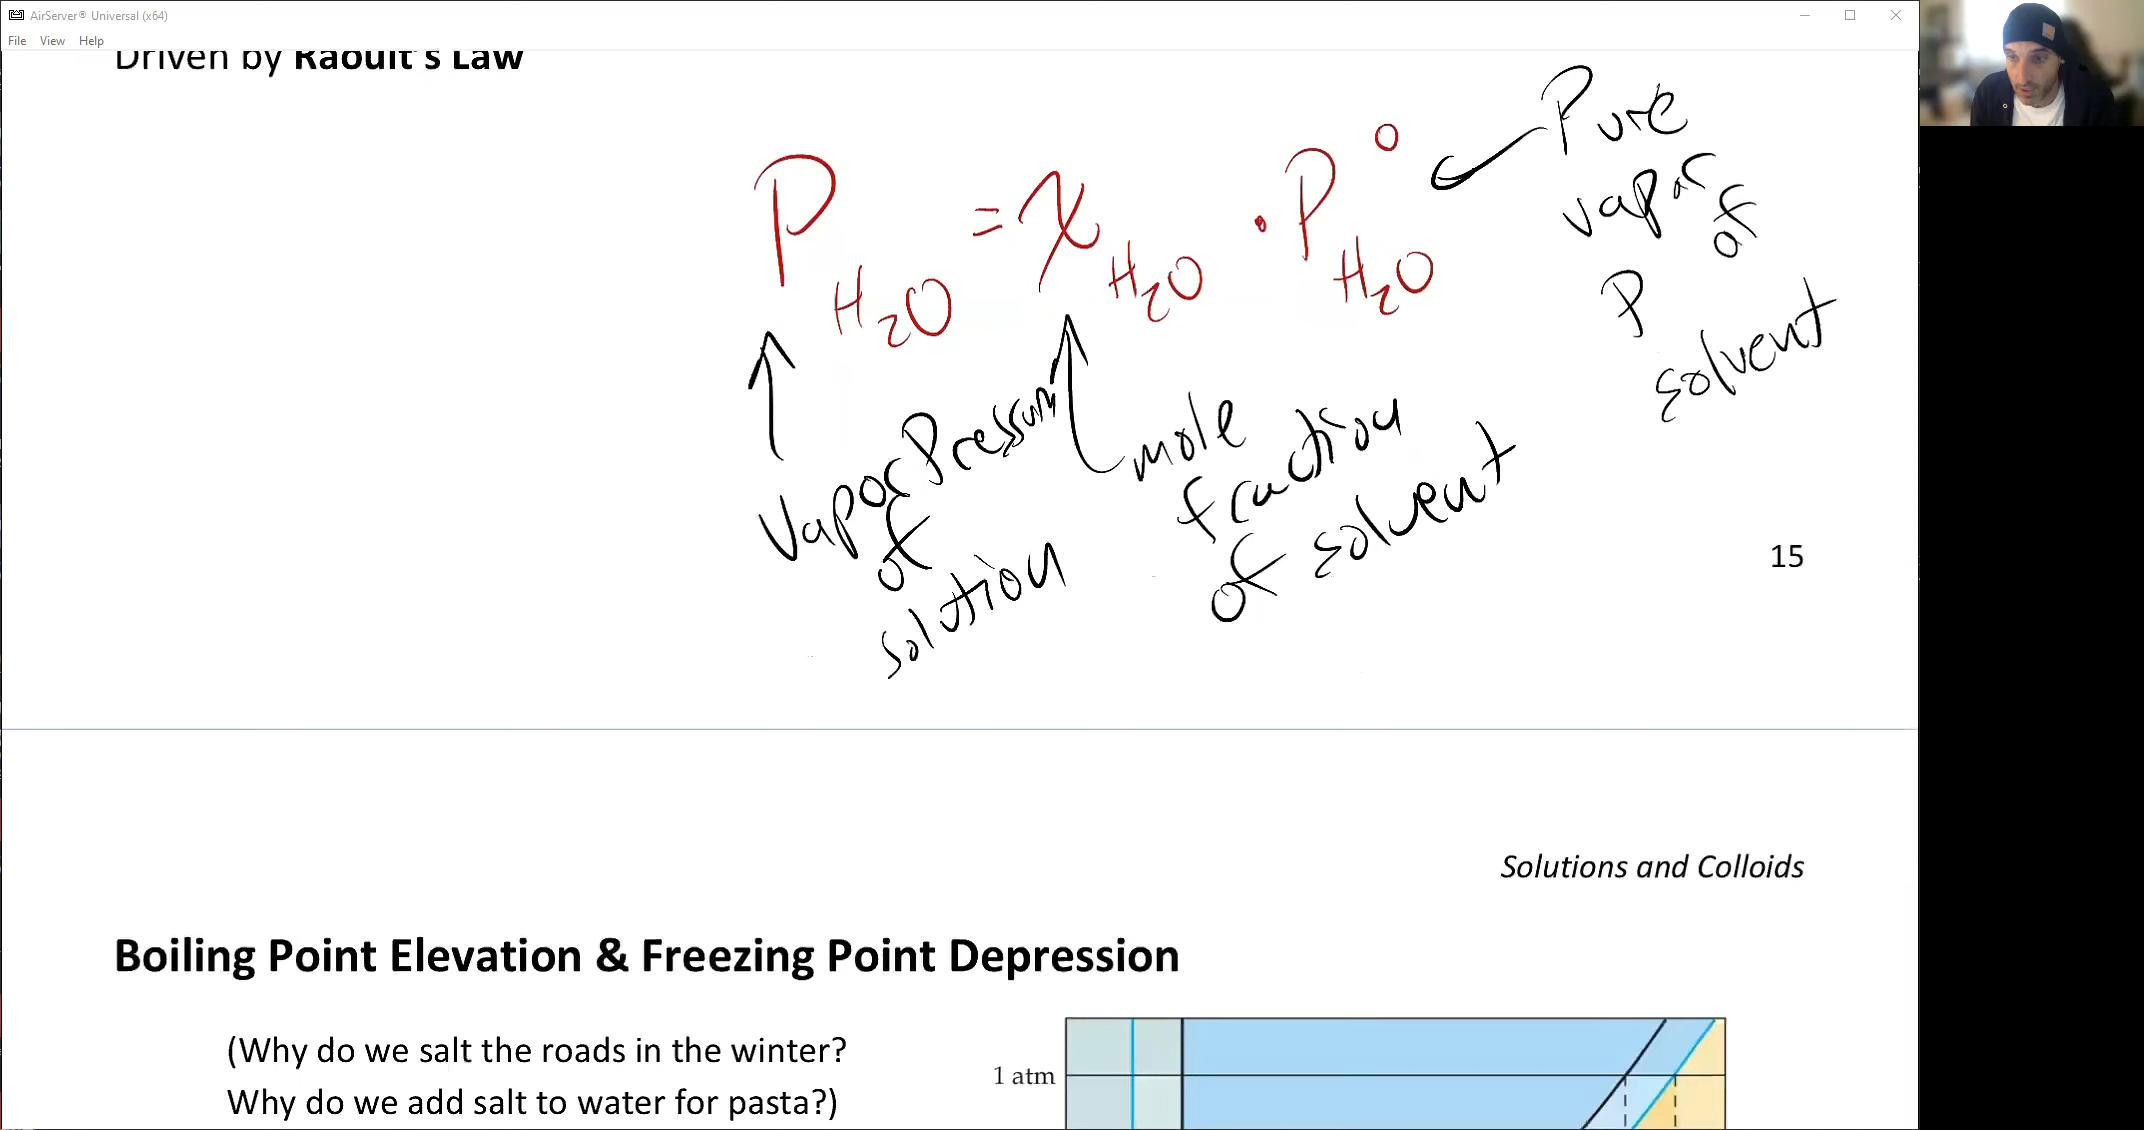 AirServer® Universal (x64)
File View Help
Driven by Raoult's Law
P H₂O = χ H₂O · P° H₂O
Pure
vapor
of
P
solvent
Vapor Pressure
of
solution
mole
fraction
of solvent
15
Solutions and Colloids
Boiling Point Elevation & Freezing Point Depression
(Why do we salt the roads in the winter?
Why do we add salt to water for pasta?)
1 atm